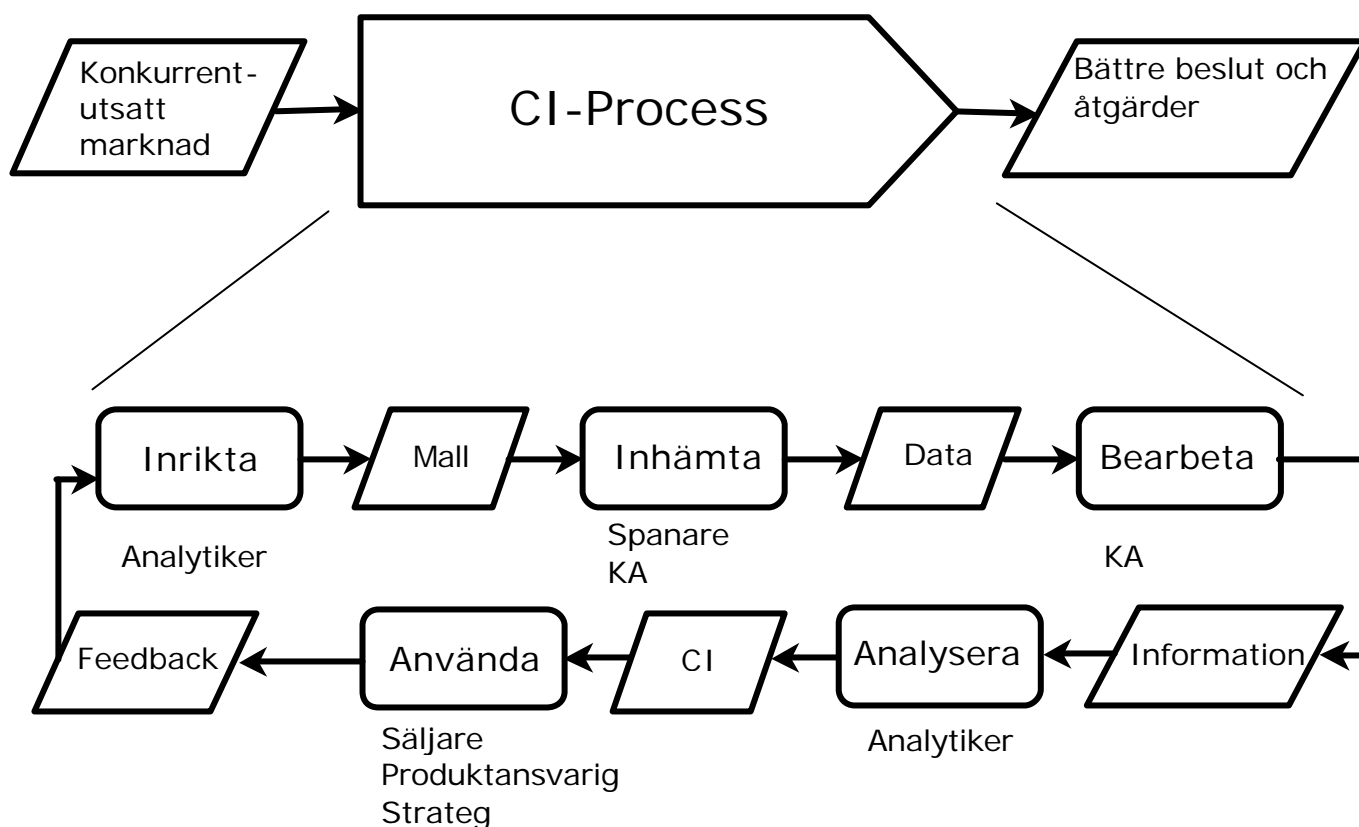 Konkurrent-
utsatt
marknad
CI-Process
Bättre beslut och
åtgärder
Inrikta
Mall
Inhämta
Data
Bearbeta
Analytiker
Spanare
KA
KA
Feedback
Använda
CI
Analysera
Information
Säljare
Produktansvarig
Strateg
Analytiker